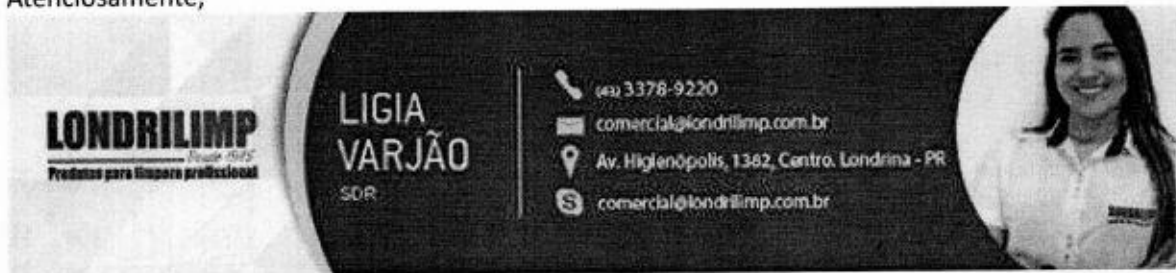 Atenciosamente,
LONDRILIMP
Produtos para limpeza profissional
LIGIA
VARJÃO
SDR
(43) 3378-9220
comercial@londrilimp.com.br
Av. Higienópolis, 1382, Centro. Londrina - PR
comercial@londrilimp.com.br